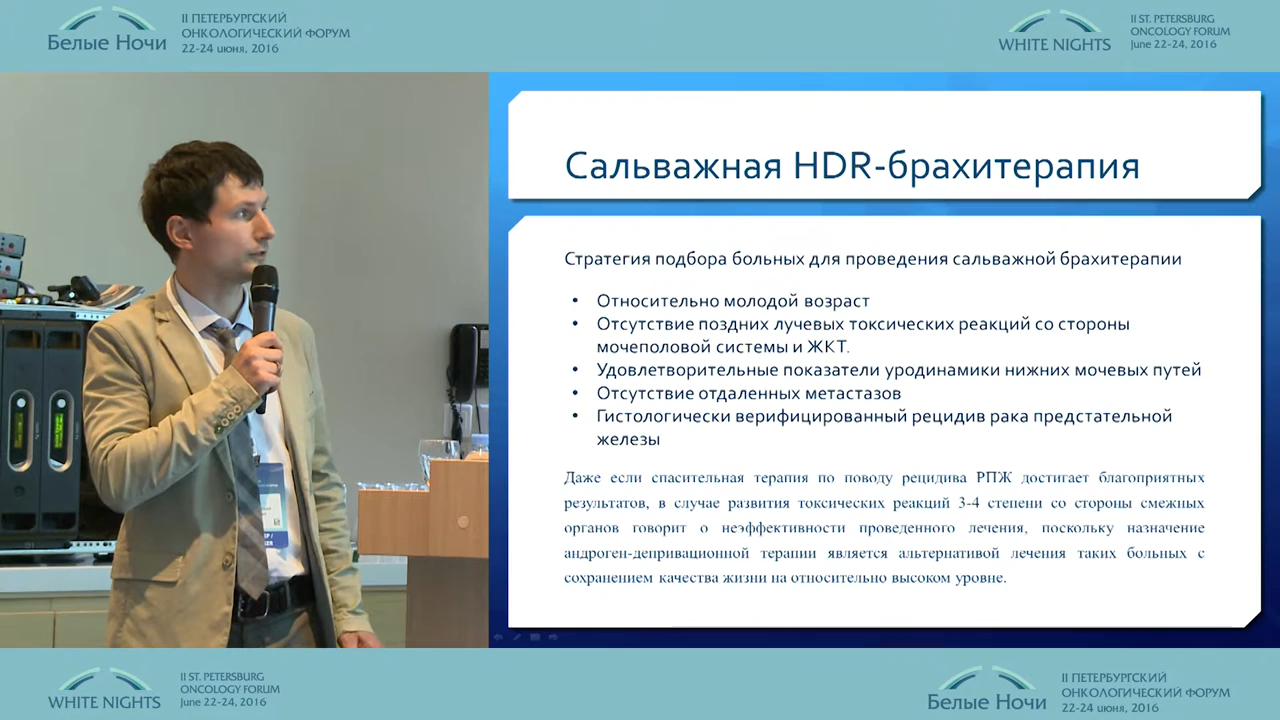 Белые Ночи
II ПЕТЕРБУРГСКИЙ
ОНКОЛОГИЧЕСКИЙ ФОРУМ
22-24 июня, 2016
WHITE NIGHTS
II ST. PETERSBURG
ONCOLOGY FORUM
June 22-24, 2016
Сальважная HDR-брахитерапия
Стратегия подбора больных для проведения сальважной брахитерапии
• Относительно молодой возраст
• Отсутствие поздних лучевых токсических реакций со стороны
мочеполовой системы и ЖКТ.
• Удовлетворительные показатели уродинамики нижних мочевых путей
• Отсутствие отдаленных метастазов
• Гистологически верифицированный рецидив рака предстательной
железы
Даже если спасительная терапия по поводу рецидива РПЖ достигает благоприятных
результатов, в случае развития токсических реакций 3-4 степени со стороны смежных
органов говорит о неэффективности проведенного лечения, поскольку назначение
андроген-депривационной терапии является альтернативой лечения таких больных с
сохранением качества жизни на относительно высоком уровне.
WHITE NIGHTS
II ST. PETERSBURG
ONCOLOGY FORUM
June 22-24, 2016
Белые Ночи
II ПЕТЕРБУРГСКИЙ
ОНКОЛОГИЧЕСКИЙ ФОРУМ
22-24 июня, 2016